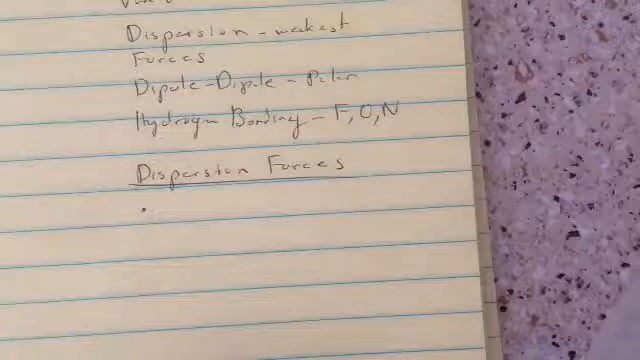 Dispersion - weakest
Forces
Dipole-Dipole - Polar
Hydrogen Bonding - F, O, N
Dispersion Forces